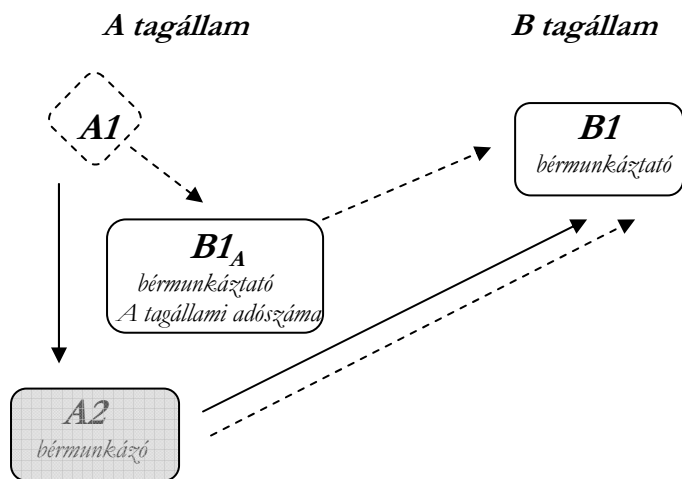 A tagállam
B tagállam
A1
B1
bérmunkáztató
B1A
bérmunkáztató
A tagállami adószáma
A2
bérmunkázó